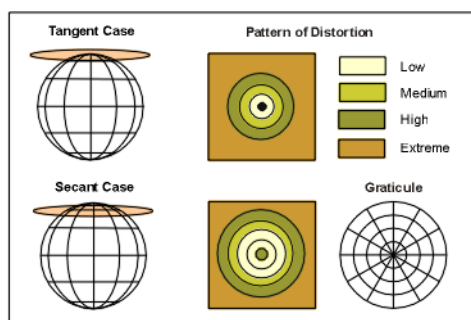 Tangent Case
Pattern of Distortion
Low
Medium
High
Extreme
Secant Case
Graticule